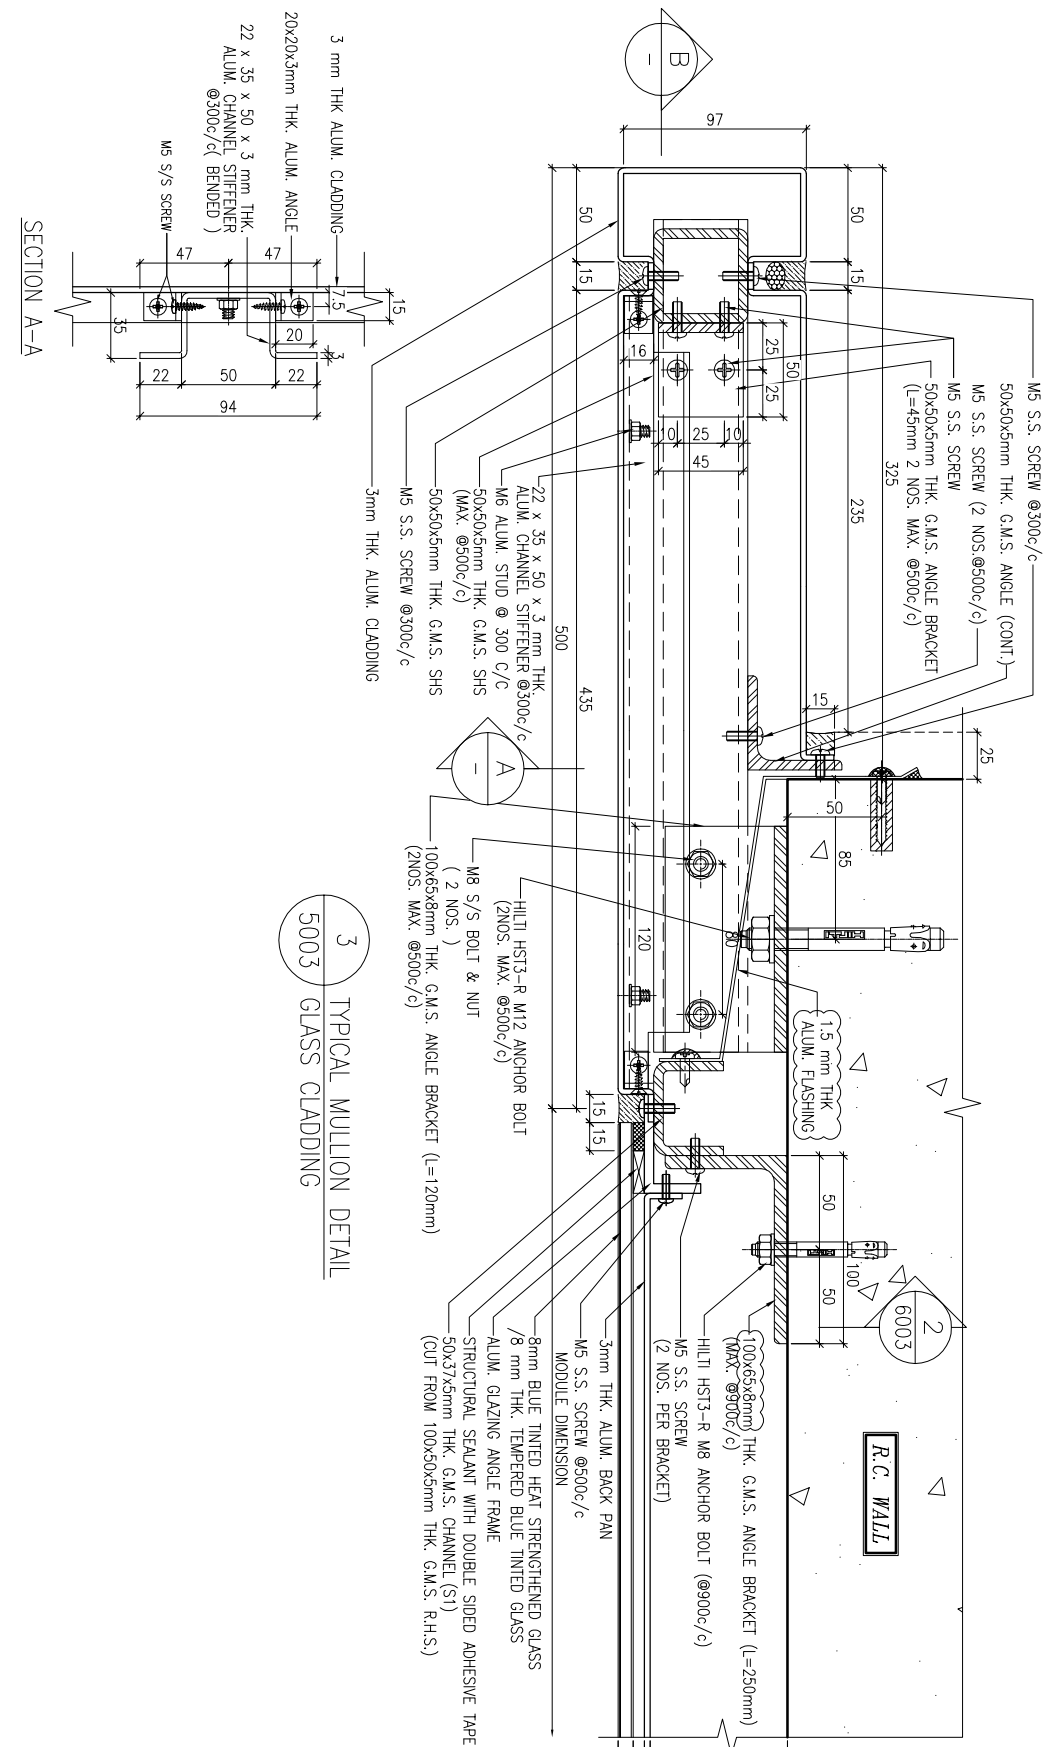 M5 S.S. SCREW @300c/c
50x50x5mm THK. G.M.S. ANGLE (CONT.)
M5 S.S. SCREW (2 NOS.@500c/c)
M5 S.S. SCREW
50x50x5mm THK. G.M.S. ANGLE BRACKET
(L=45mm 2 NOS. MAX. @500c/c)
325
235
50
15
15
25
97
B
-
50
15
50
25
25
16
10
25
10
45
50
85
80
120
1.5 mm THK
ALUM. FLASHING
R.C. WALL
2
6003
50
50
100
15
15
500
435
A
-
22 x 35 x 50 x 3 mm THK.
ALUM. CHANNEL STIFFENER @300c/c
M6 ALUM. STUD @ 300 C/C
50x50x5mm THK. G.M.S. SHS
(MAX. @500c/c)
50x50x5mm THK. G.M.S. SHS
M5 S.S. SCREW @300c/c
3mm THK. ALUM. CLADDING
HILTI HST3-R M12 ANCHOR BOLT
(2NOS. MAX. @500c/c)
M8 S/S BOLT & NUT
( 2 NOS. )
100x65x8mm THK. G.M.S. ANGLE BRACKET (L=120mm)
(2NOS. MAX. @500c/c)
100x65x8mm THK. G.M.S. ANGLE BRACKET (L=250mm)
(MAX. @900c/c)
HILTI HST3-R M8 ANCHOR BOLT (@900c/c)
M5 S.S. SCREW
(2 NOS. PER BRACKET)
3mm THK. ALUM. BACK PAN
M5 S.S. SCREW @500c/c
MODULE DIMENSION
8mm BLUE TINTED HEAT STRENGTHENED GLASS
/8 mm THK. TEMPERED BLUE TINTED GLASS
ALUM. GLAZING ANGLE FRAME
STRUCTURAL SEALANT WITH DOUBLE SIDED ADHESIVE TAPE
50x37x5mm THK. G.M.S. CHANNEL (S1)
(CUT FROM 100x50x5mm THK. G.M.S. R.H.S.)
3
5003
TYPICAL MULLION DETAIL
GLASS CLADDING
3 mm THK ALUM. CLADDING
20x20x3mm THK. ALUM. ANGLE
22 x 35 x 50 x 3 mm THK.
ALUM. CHANNEL STIFFENER
@300c/c( BENDED )
M5 S/S SCREW
47
47
7.5
15
35
20
3
22
50
22
94
SECTION A-A